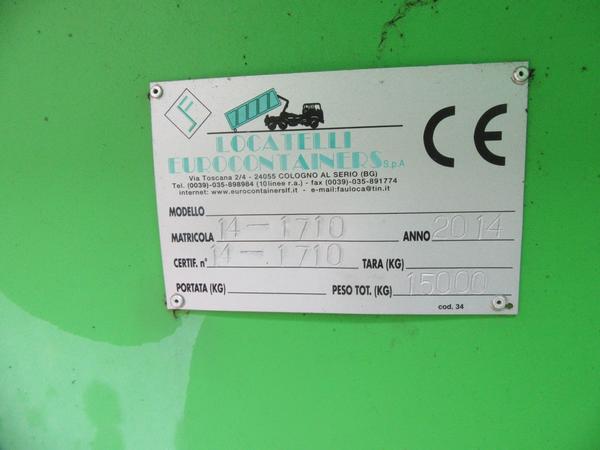 LOCATELLI
EUROCONTAINERS S.p.A
Via Toscana 2/4 - 24055 COLOGNO AL SERIO (BG)
Tel. (0039)-035-898984 (10 linee r.a.) - fax (0039)-035-891774
internet: www.eurocontainerslf.it - e-mail:fauloca@tin.it
CE
MODELLO
MATRICOLA 14-1710 ANNO 2014
CERTIF. n° 14-1710 TARA (KG)
PORTATA (KG) PESO TOT. (KG) 15000
cod. 34